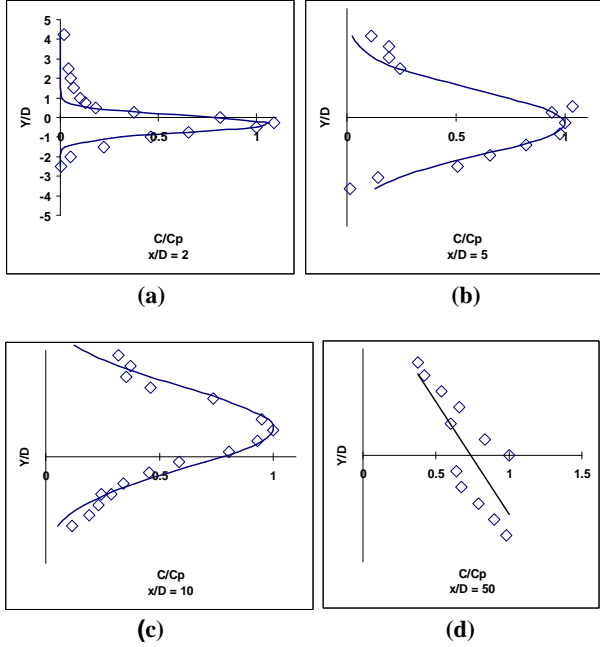 5
4
3
2
1
0
-1
-2
-3
-4
-5
Y/D
0 0.5 1
C/Cp
x/D = 2
(a)
Y/D
0 0.5 1
C/Cp
x/D = 5
(b)
Y/D
0 0.5 1
C/Cp
x/D = 10
(c)
Y/D
0 0.5 1 1.5
C/Cp
x/D = 50
(d)